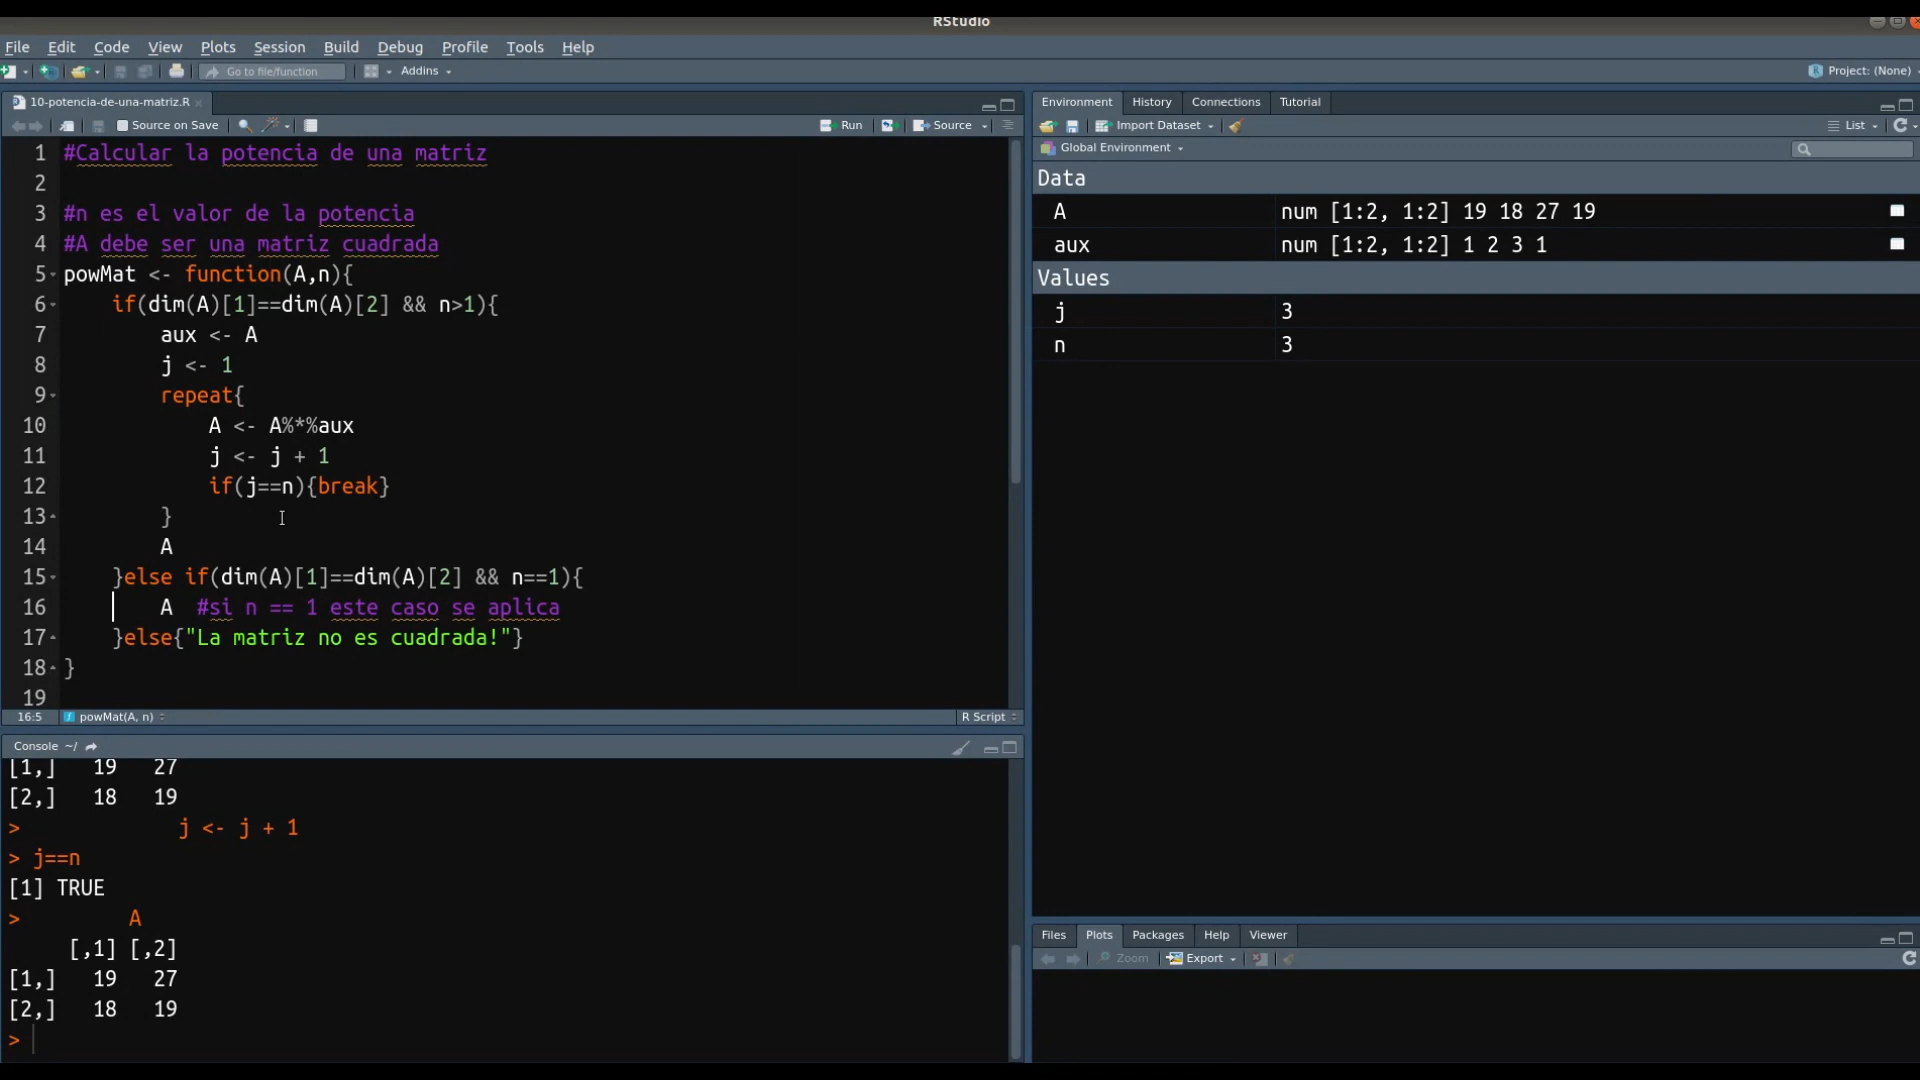 RStudio
File Edit Code View Plots Session Build Debug Profile Tools Help
Go to file/function Addins Project: (None)
10-potencia-de-una-matriz.R
Source on Save Run Source
1 #Calcular la potencia de una matriz
2
3 #n es el valor de la potencia
4 #A debe ser una matriz cuadrada
5 powMat <- function(A,n){
6 if(dim(A)[1]==dim(A)[2] && n>1){
7 aux <- A
8 j <- 1
9 repeat{
10 A <- A%*%aux
11 j <- j + 1
12 if(j==n){break}
13 }
14 A
15 }else if(dim(A)[1]==dim(A)[2] && n==1){
16 A #si n == 1 este caso se aplica
17 }else{"La matriz no es cuadrada!"}
18 }
19
16:5 powMat(A, n) R Script
Console ~/
[1,] 19 27
[2,] 18 19
> j <- j + 1
> j==n
[1] TRUE
> A
[,1] [,2]
[1,] 19 27
[2,] 18 19
>
Environment History Connections Tutorial
Import Dataset List
Global Environment
Data
A num [1:2, 1:2] 19 18 27 19
aux num [1:2, 1:2] 1 2 3 1
Values
j 3
n 3
Files Plots Packages Help Viewer
Zoom Export